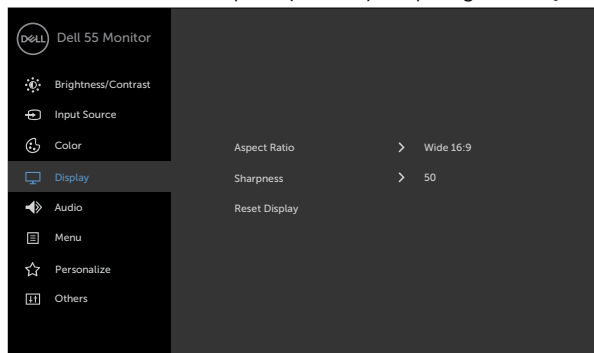 DELL
Dell 55 Monitor
Brightness/Contrast
Input Source
Color
Aspect Ratio
Wide 16:9
Display
Sharpness
50
Audio
Reset Display
Menu
Personalize
Others